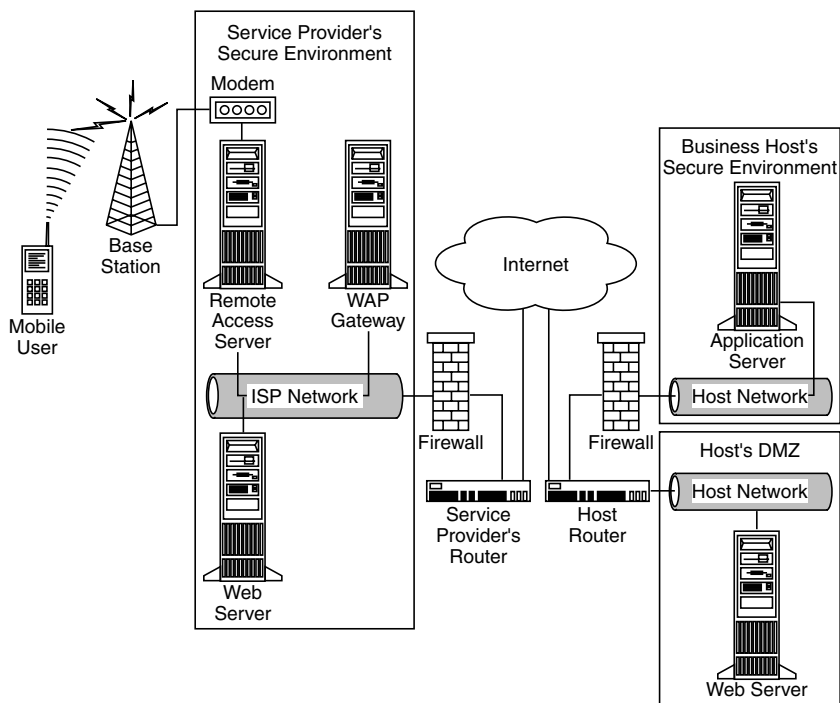 Service Provider's
Secure Environment
Modem
Base
Station
Mobile
User
Remote
Access
Server
WAP
Gateway
ISP Network
Web
Server
Internet
Firewall
Service
Provider's
Router
Firewall
Host
Router
Business Host's
Secure Environment
Application
Server
Host Network
Host's DMZ
Host Network
Web Server